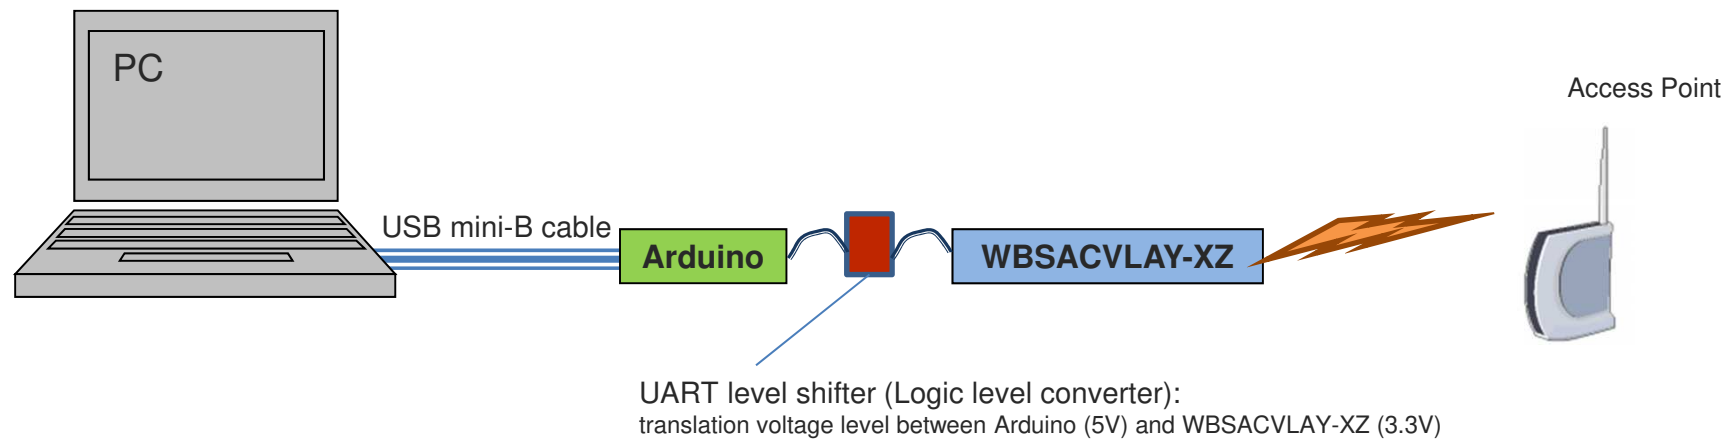 PC
Access Point
USB mini-B cable
Arduino
WBSACVLAY-XZ
UART level shifter (Logic level converter):
translation voltage level between Arduino (5V) and WBSACVLAY-XZ (3.3V)